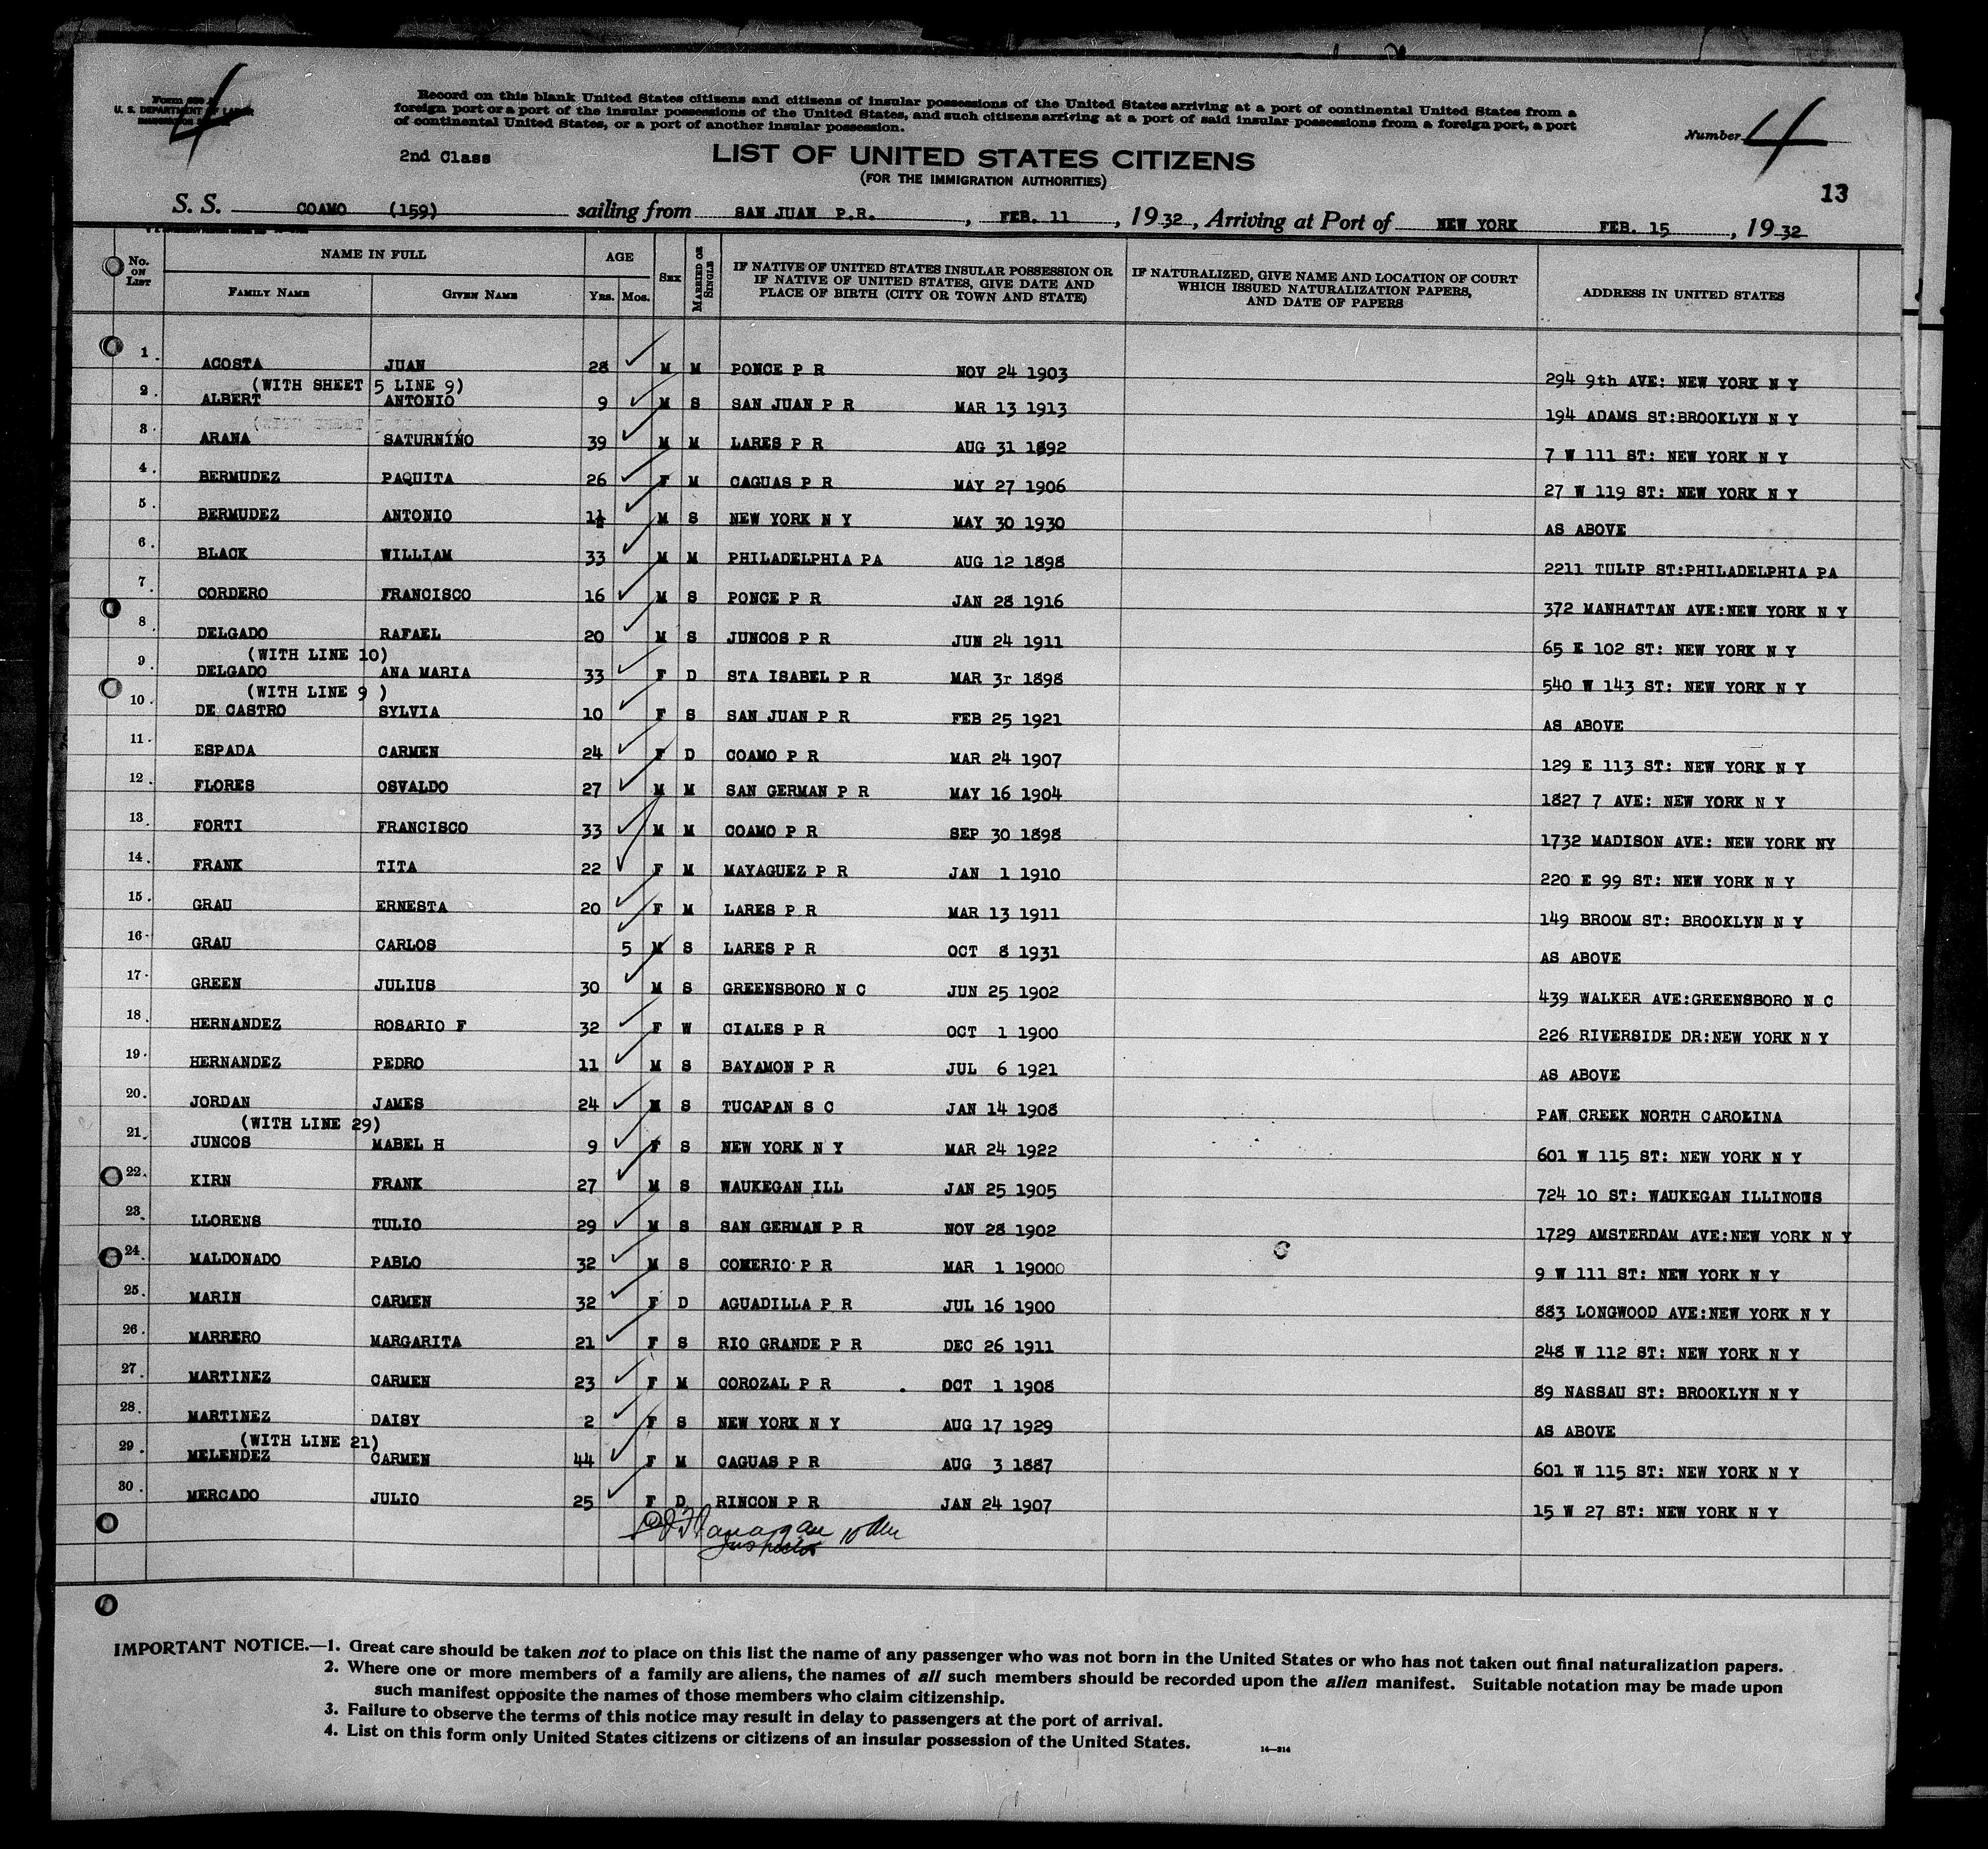 Form 630
U. S. DEPARTMENT OF LABOR
4
Record on this blank United States citizens and citizens of insular possessions of the United States arriving at a port of continental United States from a
foreign port or a port of the insular possessions of the United States, and such citizens arriving at a port of said insular possessions from a foreign port, a port
of continental United States, or a port of another insular possession.
Number 4
2nd Class
LIST OF UNITED STATES CITIZENS
(FOR THE IMMIGRATION AUTHORITIES)
13
S. S. COAMO (159) sailing from SAN JUAN P.R. , FEB. 11 , 1932, Arriving at Port of NEW YORK FEB. 15 , 1932
No. ON LIST NAME IN FULL FAMILY NAME GIVEN NAME AGE Yrs. Mos. SEX MARRIED OR SINGLE IF NATIVE OF UNITED STATES INSULAR POSSESSION OR IF NATIVE OF UNITED STATES, GIVE DATE AND PLACE OF BIRTH (CITY OR TOWN AND STATE) IF NATURALIZED, GIVE NAME AND LOCATION OF COURT WHICH ISSUED NATURALIZATION PAPERS, AND DATE OF PAPERS ADDRESS IN UNITED STATES
1. ACOSTA JUAN 28 M M PONCE P R NOV 24 1903 294 9th AVE: NEW YORK N Y
(WITH SHEET 5 LINE 9)
2. ALBERT ANTONIO 9 M S SAN JUAN P R MAR 13 1913 194 ADAMS ST:BROOKLYN N Y
3. ARANA SATURNINO 39 M M LARES P R AUG 31 1892 7 W 111 ST: NEW YORK N Y
4. BERMUDEZ PAQUITA 26 F M CAGUAS P R MAY 27 1906 27 W 119 ST: NEW YORK N Y
5. BERMUDEZ ANTONIO 1½ M S NEW YORK N Y MAY 30 1930 AS ABOVE
6. BLACK WILLIAM 33 M M PHILADELPHIA PA AUG 12 1898 2211 TULIP ST:PHILADELPHIA PA
7. CORDERO FRANCISCO 16 M S PONCE P R JAN 28 1916 372 MANHATTAN AVE:NEW YORK N Y
8. DELGADO RAFAEL 20 M S JUNCOS P R JUN 24 1911 65 E 102 ST: NEW YORK N Y
(WITH LINE 10)
9. DELGADO ANA MARIA 33 F D STA ISABEL P R MAR 3r 1898 540 W 143 ST: NEW YORK N Y
(WITH LINE 9 )
10. DE CASTRO SYLVIA 10 F S SAN JUAN P R FEB 25 1921 AS ABOVE
11. ESPADA CARMEN 24 F D COAMO P R MAR 24 1907 129 E 113 ST: NEW YORK N Y
12. FLORES OSVALDO 27 M M SAN GERMAN P R MAY 16 1904 1827 7 AVE: NEW YORK N Y
13. FORTI FRANCISCO 33 M M COAMO P R SEP 30 1898 1732 MADISON AVE: NEW YORK NY
14. FRANK TITA 22 F M MAYAGUEZ P R JAN 1 1910 220 E 99 ST: NEW YORK N Y
15. GRAU ERNESTA 20 F M LARES P R MAR 13 1911 149 BROOM ST: BROOKLYN N Y
16. GRAU CARLOS 5 M S LARES P R OCT 8 1931 AS ABOVE
17. GREEN JULIUS 30 M S GREENSBORO N C JUN 25 1902 439 WALKER AVE:GREENSBORO N C
18. HERNANDEZ ROSARIO F 32 F W CIALES P R OCT 1 1900 226 RIVERSIDE DR:NEW YORK N Y
19. HERNANDEZ PEDRO 11 M S BAYAMON P R JUL 6 1921 AS ABOVE
20. JORDAN JAMES 24 M S TUCAPAN S C JAN 14 1908 PAW CREEK NORTH CAROLINA
(WITH LINE 29)
21. JUNCOS MABEL H 9 F S NEW YORK N Y MAR 24 1922 601 W 115 ST: NEW YORK N Y
22. KIRN FRANK 27 M S WAUKEGAN ILL JAN 25 1905 724 10 ST: WAUKEGAN ILLINOIS
23. LLORENS TULIO 29 M S SAN GERMAN P R NOV 28 1902 1729 AMSTERDAM AVE:NEW YORK N Y
24. MALDONADO PABLO 32 M S COMERIO P R MAR 1 19000 9 W 111 ST: NEW YORK N Y
25. MARIN CARMEN 32 F D AGUADILLA P R JUL 16 1900 883 LONGWOOD AVE:NEW YORK N Y
26. MARRERO MARGARITA 21 F S RIO GRANDE P R DEC 26 1911 248 W 112 ST: NEW YORK N Y
27. MARTINEZ CARMEN 23 F M COROZAL P R . OCT 1 1908 89 NASSAU ST: BROOKLYN N Y
28. MARTINEZ DAISY 2 F S NEW YORK N Y AUG 17 1929 AS ABOVE
(WITH LINE 21)
29. MELENDEZ CARMEN 44 F M CAGUAS P R AUG 3 1887 601 W 115 ST: NEW YORK N Y
30. MERCADO JULIO 25 F D RINCON P R JAN 24 1907 15 W 27 ST: NEW YORK N Y
Flanagan
Inspector
IMPORTANT NOTICE.—1. Great care should be taken not to place on this list the name of any passenger who was not born in the United States or who has not taken out final naturalization papers.
2. Where one or more members of a family are aliens, the names of all such members should be recorded upon the alien manifest. Suitable notation may be made upon
such manifest opposite the names of those members who claim citizenship.
3. Failure to observe the terms of this notice may result in delay to passengers at the port of arrival.
4. List on this form only United States citizens or citizens of an insular possession of the United States.
14—214